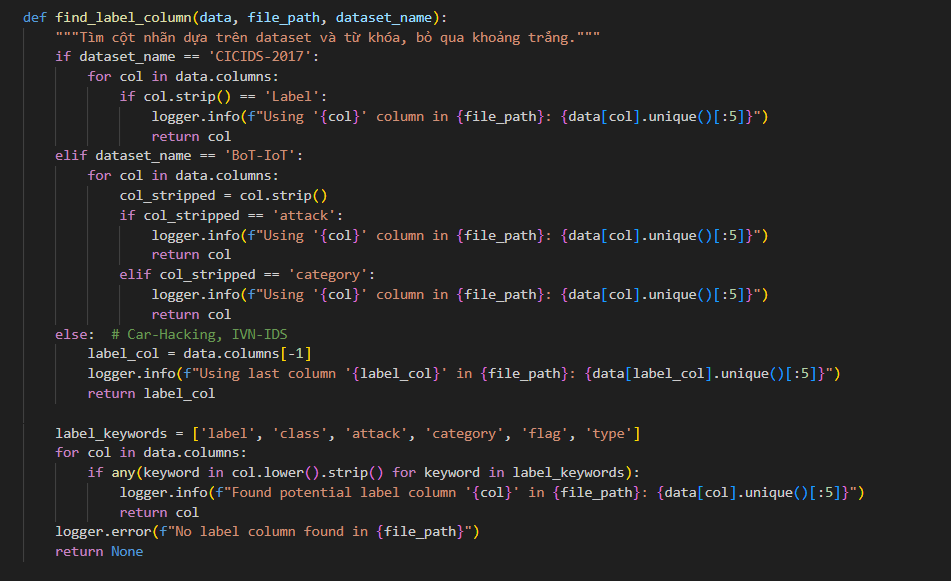 def find_label_column(data, file_path, dataset_name):
    """Tìm cột nhãn dựa trên dataset và từ khóa, bỏ qua khoảng trắng."""
    if dataset_name == 'CICIDS-2017':
        for col in data.columns:
            if col.strip() == 'Label':
                logger.info(f"Using '{col}' column in {file_path}: {data[col].unique()[:5]}")
                return col
    elif dataset_name == 'BoT-IoT':
        for col in data.columns:
            col_stripped = col.strip()
            if col_stripped == 'attack':
                logger.info(f"Using '{col}' column in {file_path}: {data[col].unique()[:5]}")
                return col
            elif col_stripped == 'category':
                logger.info(f"Using '{col}' column in {file_path}: {data[col].unique()[:5]}")
                return col
    else:  # Car-Hacking, IVN-IDS
        label_col = data.columns[-1]
        logger.info(f"Using last column '{label_col}' in {file_path}: {data[label_col].unique()[:5]}")
        return label_col

    label_keywords = ['label', 'class', 'attack', 'category', 'flag', 'type']
    for col in data.columns:
        if any(keyword in col.lower().strip() for keyword in label_keywords):
            logger.info(f"Found potential label column '{col}' in {file_path}: {data[col].unique()[:5]}")
            return col
    logger.error(f"No label column found in {file_path}")
    return None